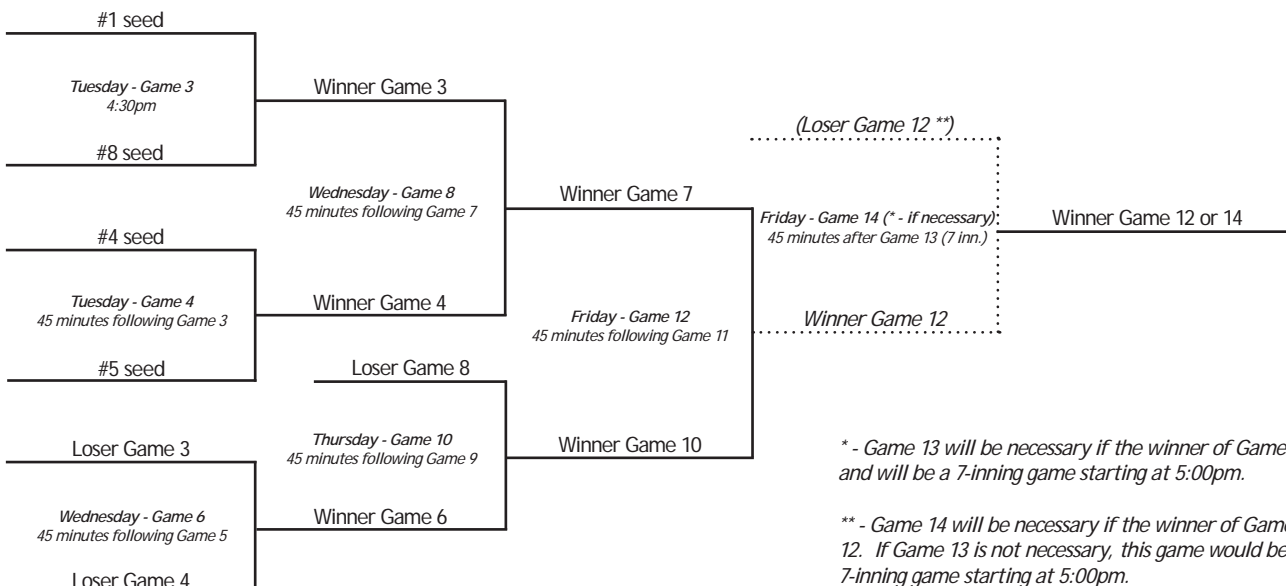 #1 seed
Tuesday - Game 3
4:30pm
#8 seed
Winner Game 3
Wednesday - Game 8
45 minutes following Game 7
#4 seed
Tuesday - Game 4
45 minutes following Game 3
#5 seed
Winner Game 4
Winner Game 7
Loser Game 3
Wednesday - Game 6
45 minutes following Game 5
Loser Game 4
Loser Game 8
Thursday - Game 10
45 minutes following Game 9
Winner Game 6
Winner Game 10
Friday - Game 12
45 minutes following Game 11
(Loser Game 12 **)
Friday - Game 14 (* - if necessary)
45 minutes after Game 13 (7 inn.)
Winner Game 12
Winner Game 12 or 14
* - Game 13 will be necessary if the winner of Game
and will be a 7-inning game starting at 5:00pm.
** - Game 14 will be necessary if the winner of Game
12. If Game 13 is not necessary, this game would be
7-inning game starting at 5:00pm.